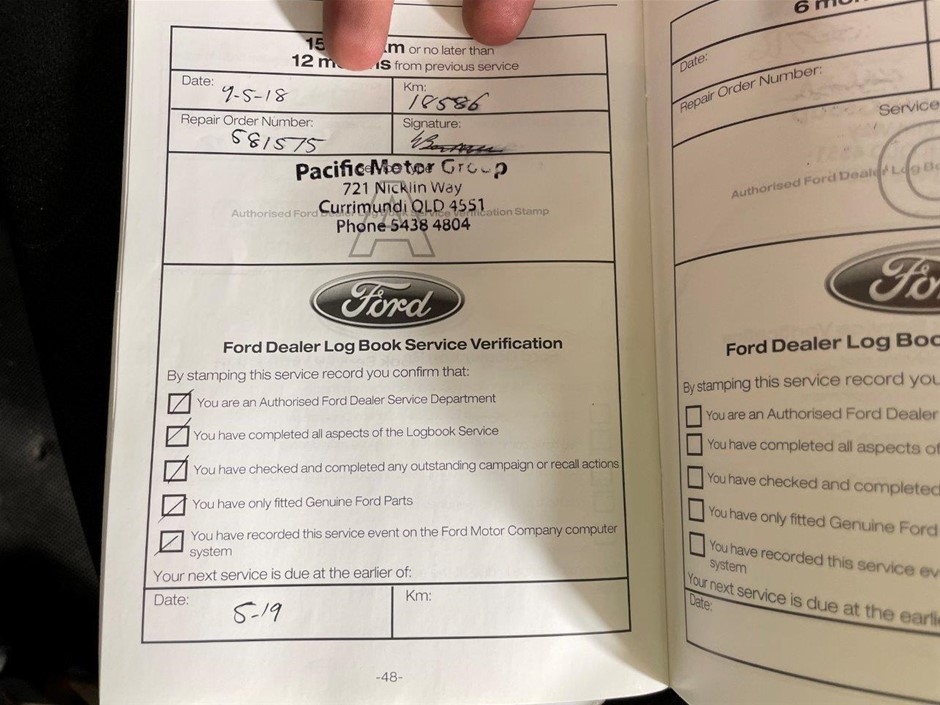 km or no later than
12 from previous service
Date: 9-5-18
Km: 18586
Repair Order Number: 581575
Signature:
Pacific Motor Group
721 Nicklin Way
Currimundi QLD 4551
Authorised Ford Dealer Log Book Service Verification Stamp
Phone 5438 4804
A
Ford
Ford Dealer Log Book Service Verification
By stamping this service record you confirm that:
You are an Authorised Ford Dealer Service Department
You have completed all aspects of the Logbook Service
You have checked and completed any outstanding campaign or recall actions
You have only fitted Genuine Ford Parts
You have recorded this service event on the Ford Motor Company computer
system
Your next service is due at the earlier of:
Date: 5-19
Km:
-48-
6
Date:
Repair Order Number:
Service
Authorised Ford Dealer Log
Ford Dealer Log
By stamping this service record
You are an Authorised Ford Dealer
You have completed all aspects of
You have checked and completed
You have only fitted Genuine Ford
You have recorded this service
system
Your next service is due at the
Date: